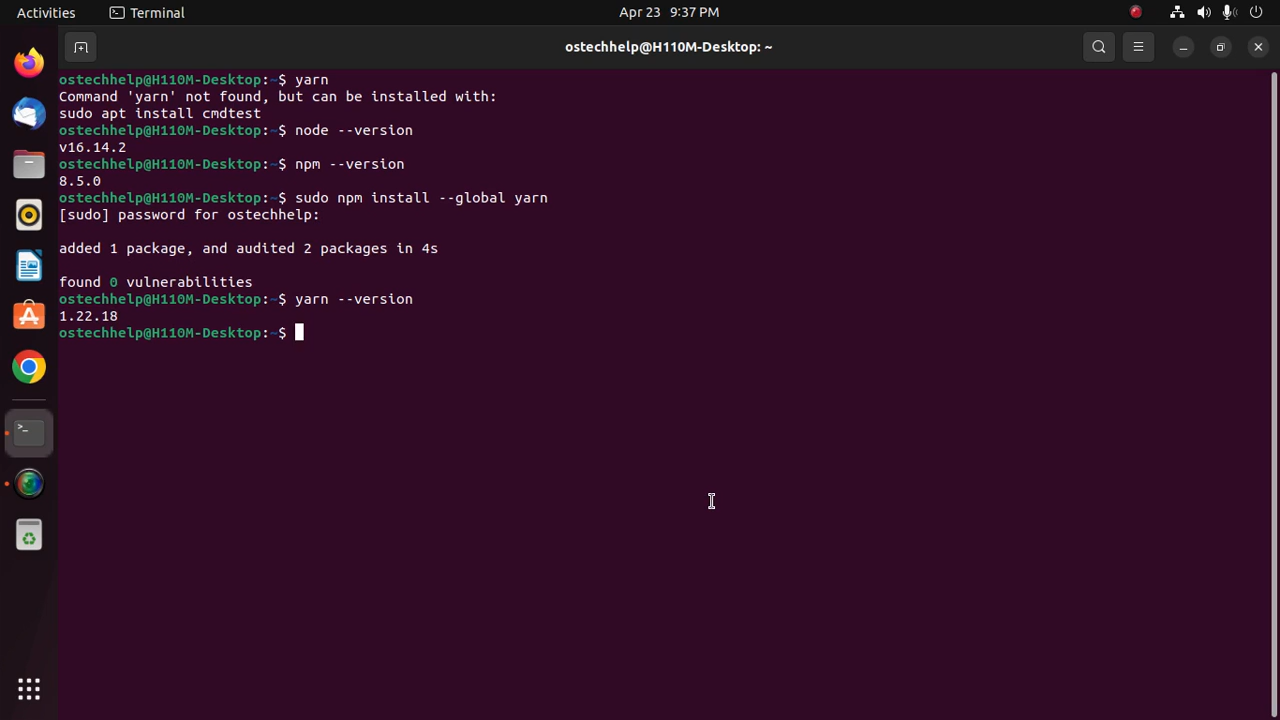 Activities
Terminal
Apr 23 9:37 PM
ostechhelp@H110M-Desktop: ~
ostechhelp@H110M-Desktop:~$ yarn
Command 'yarn' not found, but can be installed with:
sudo apt install cmdtest
ostechhelp@H110M-Desktop:~$ node --version
v16.14.2
ostechhelp@H110M-Desktop:~$ npm --version
8.5.0
ostechhelp@H110M-Desktop:~$ sudo npm install --global yarn
[sudo] password for ostechhelp:
added 1 package, and audited 2 packages in 4s
found 0 vulnerabilities
ostechhelp@H110M-Desktop:~$ yarn --version
1.22.18
ostechhelp@H110M-Desktop:~$